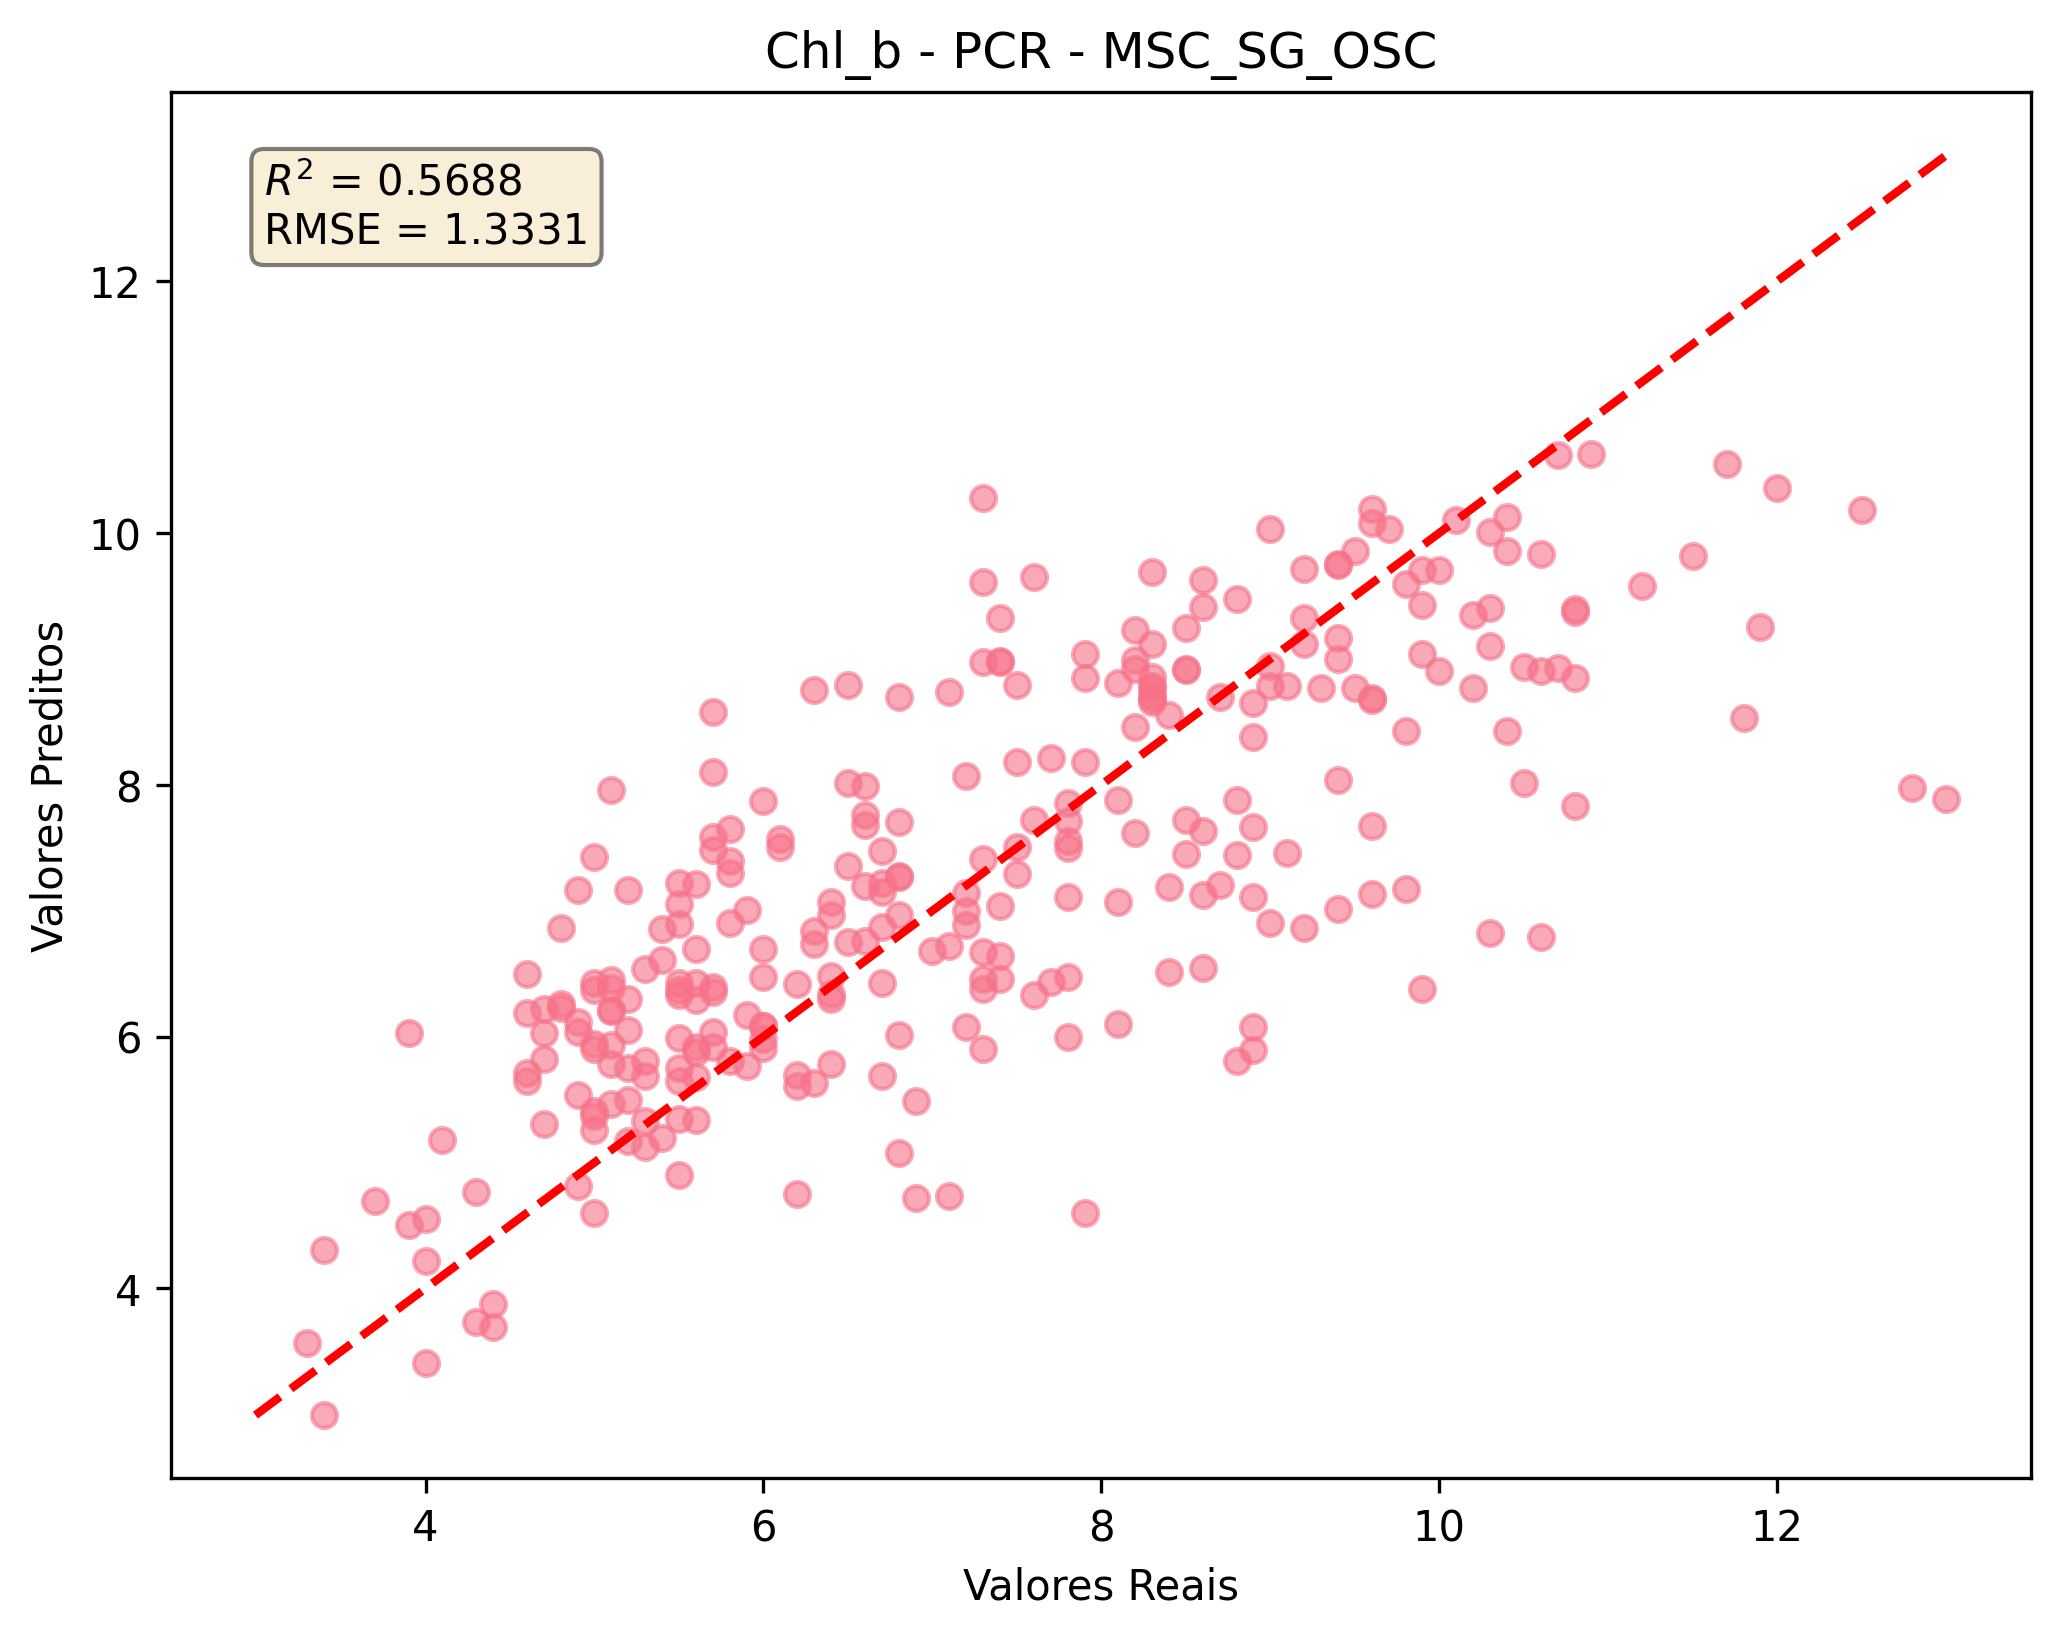 Chl_b - PCR - MSC_SG_OSC
R² = 0.5688
RMSE = 1.3331
12
10
8
6
4
Valores Preditos
4 6 8 10 12
Valores Reais